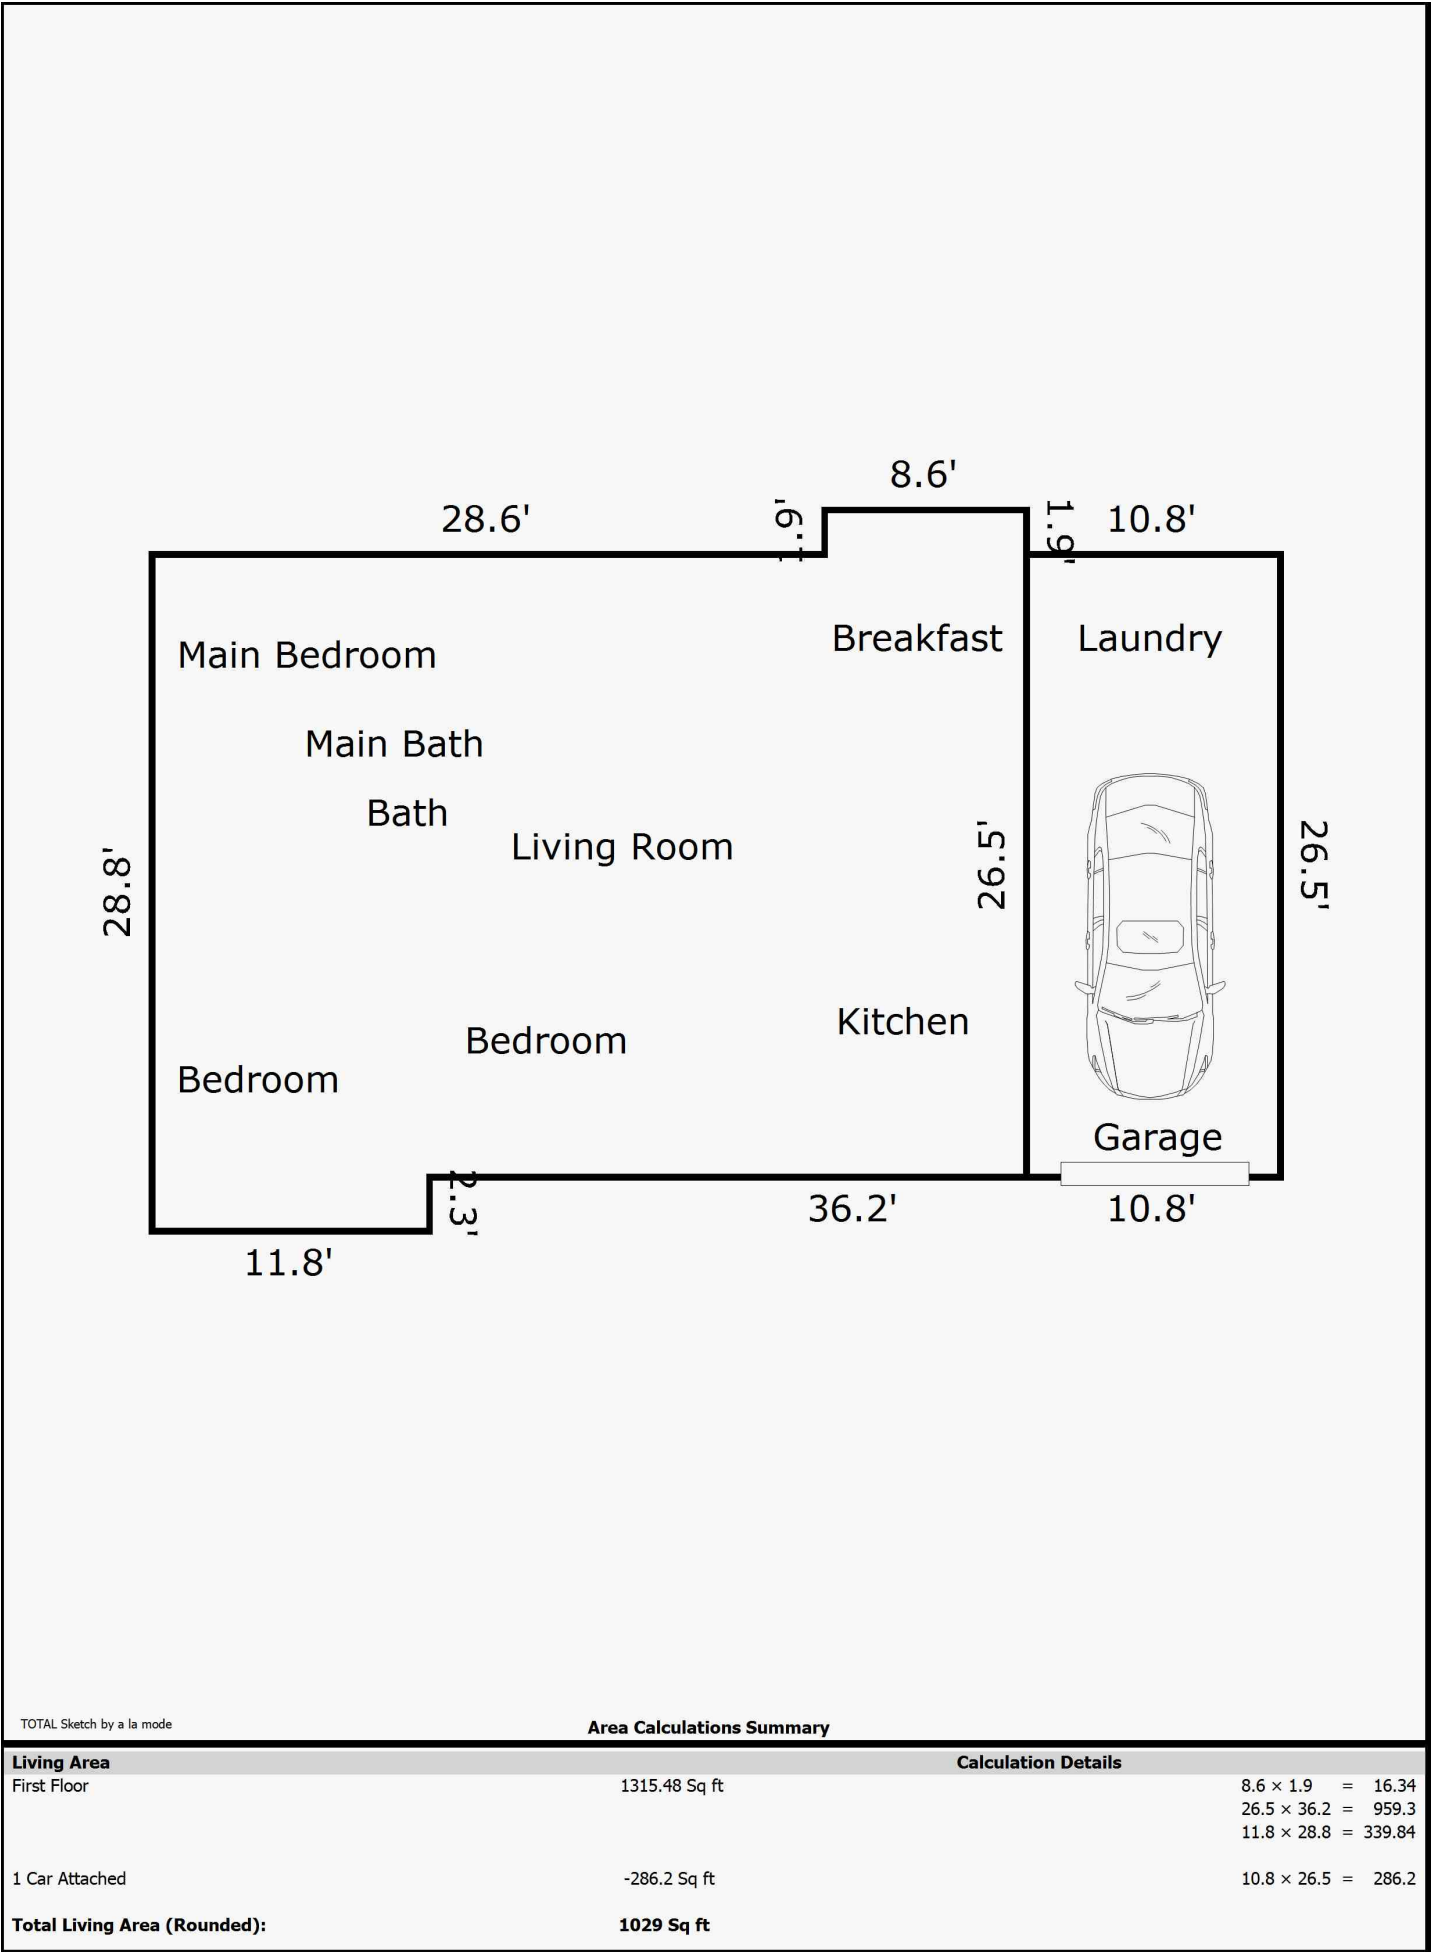 8.6'
28.6'
1.9'
1.9'
10.8'
Main Bedroom
Breakfast
Laundry
Main Bath
Bath
Living Room
28.8'
26.5'
26.5'
Kitchen
Bedroom
Bedroom
Garage
2.3'
36.2'
10.8'
11.8'
TOTAL Sketch by a la mode
Area Calculations Summary
Living Area Calculation Details
First Floor 1315.48 Sq ft 8.6 × 1.9 = 16.34
26.5 × 36.2 = 959.3
11.8 × 28.8 = 339.84
1 Car Attached -286.2 Sq ft 10.8 × 26.5 = 286.2
Total Living Area (Rounded): 1029 Sq ft